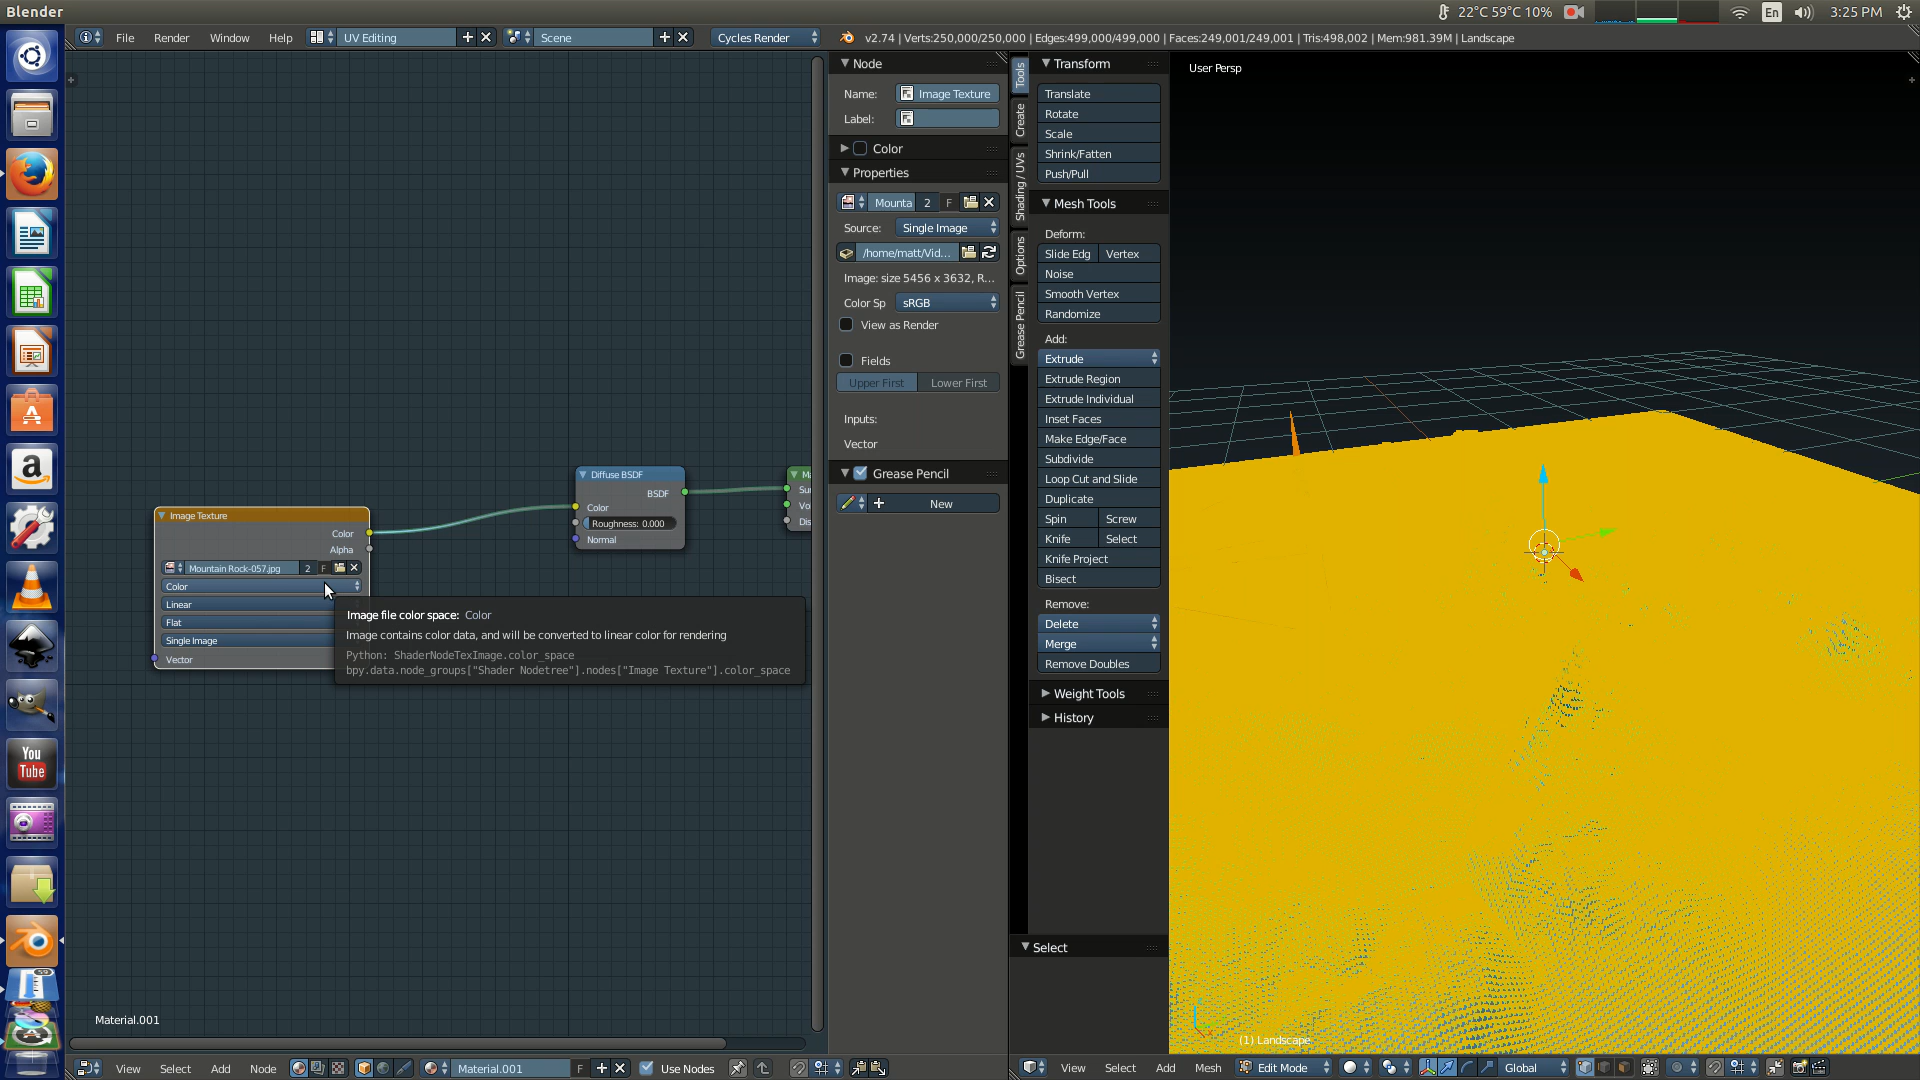 Blender
22°C 59°C 10%
En
3:25 PM
File
Render
Window
Help
UV Editing
Scene
Cycles Render
v2.74 | Verts:250,000/250,000 | Edges:499,000/499,000 | Faces:249,001/249,001 | Tris:498,002 | Mem:981.39M | Landscape
Node
Name:
Image Texture
Label:
Color
Properties
Mounta
2
F
Source:
Single Image
/home/matt/Vid...
Image: size 5456 x 3632, R...
Color Sp
sRGB
View as Render
Fields
Upper First
Lower First
Inputs:
Vector
Grease Pencil
New
Tools
Create
Shading / UVs
Options
Grease Pencil
Transform
Translate
Rotate
Scale
Shrink/Fatten
Push/Pull
Mesh Tools
Deform:
Slide Edg
Vertex
Noise
Smooth Vertex
Randomize
Add:
Extrude
Extrude Region
Extrude Individual
Inset Faces
Make Edge/Face
Subdivide
Loop Cut and Slide
Duplicate
Spin
Screw
Knife
Select
Knife Project
Bisect
Remove:
Delete
Merge
Remove Doubles
Weight Tools
History
Select
User Persp
(1) Landscape
Image Texture
Color
Alpha
Mountain Rock-057.jpg
2
F
Color
Linear
Flat
Single Image
Vector
Diffuse BSDF
BSDF
Color
Roughness: 0.000
Normal
Ma
Sur
Vo
Dis
Image file color space: Color
Image contains color data, and will be converted to linear color for rendering
Python: ShaderNodeTexImage.color_space
bpy.data.node_groups["Shader Nodetree"].nodes["Image Texture"].color_space
Material.001
View
Select
Add
Node
Material.001
F
Use Nodes
View
Select
Add
Mesh
Edit Mode
Global
You
Tube